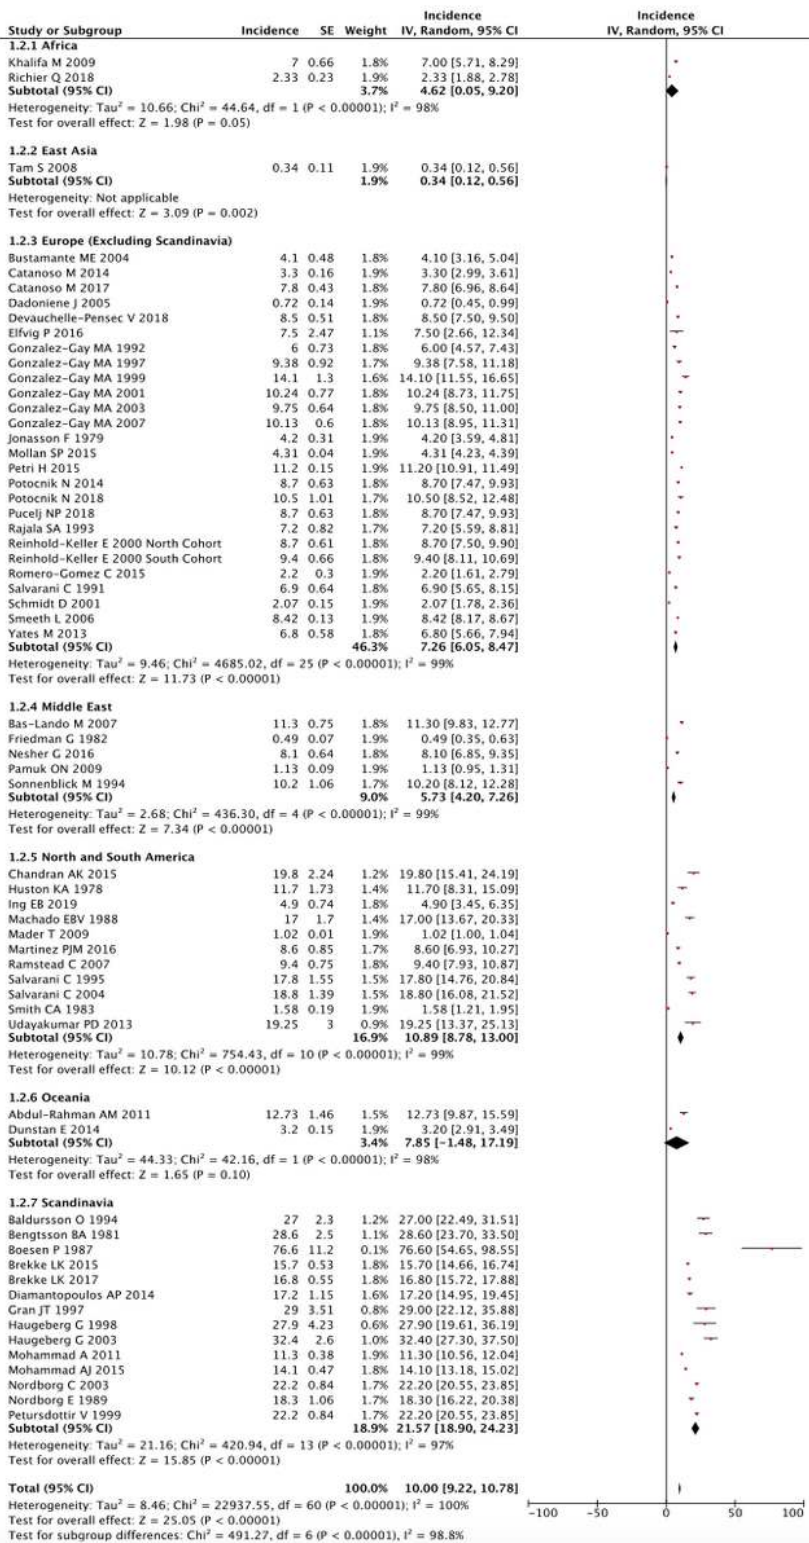 Incidence Incidence
Study or Subgroup Incidence SE Weight IV, Random, 95% CI IV, Random, 95% CI
1.2.1 Africa
Khalifa M 2009 7 0.66 1.8% 7.00 [5.71, 8.29]
Richier Q 2018 2.33 0.23 1.9% 2.33 [1.88, 2.78]
Subtotal (95% CI) 3.7% 4.62 [0.05, 9.20]
Heterogeneity: Tau² = 10.66; Chi² = 44.64, df = 1 (P < 0.00001); I² = 98%
Test for overall effect: Z = 1.98 (P = 0.05)
1.2.2 East Asia
Tam S 2008 0.34 0.11 1.9% 0.34 [0.12, 0.56]
Subtotal (95% CI) 1.9% 0.34 [0.12, 0.56]
Heterogeneity: Not applicable
Test for overall effect: Z = 3.09 (P = 0.002)
1.2.3 Europe (Excluding Scandinavia)
Bustamante ME 2004 4.1 0.48 1.8% 4.10 [3.16, 5.04]
Catanoso M 2014 3.3 0.16 1.9% 3.30 [2.99, 3.61]
Catanoso M 2017 7.8 0.43 1.8% 7.80 [6.96, 8.64]
Dadoniene J 2005 0.72 0.14 1.9% 0.72 [0.45, 0.99]
Devauchelle-Pensec V 2018 8.5 0.51 1.8% 8.50 [7.50, 9.50]
Elfvig P 2016 7.5 2.47 1.1% 7.50 [2.66, 12.34]
Gonzalez-Gay MA 1992 6 0.73 1.8% 6.00 [4.57, 7.43]
Gonzalez-Gay MA 1997 9.38 0.92 1.7% 9.38 [7.58, 11.18]
Gonzalez-Gay MA 1999 14.1 1.3 1.6% 14.10 [11.55, 16.65]
Gonzalez-Gay MA 2001 10.24 0.77 1.8% 10.24 [8.73, 11.75]
Gonzalez-Gay MA 2003 9.75 0.64 1.8% 9.75 [8.50, 11.00]
Gonzalez-Gay MA 2007 10.13 0.6 1.8% 10.13 [8.95, 11.31]
Jonasson F 1979 4.2 0.31 1.9% 4.20 [3.59, 4.81]
Mollan SP 2015 4.31 0.04 1.9% 4.31 [4.23, 4.39]
Petri H 2015 11.2 0.15 1.9% 11.20 [10.91, 11.49]
Potocnik N 2014 8.7 0.63 1.8% 8.70 [7.47, 9.93]
Potocnik N 2018 10.5 1.01 1.7% 10.50 [8.52, 12.48]
Pucelj NP 2018 8.7 0.63 1.8% 8.70 [7.47, 9.93]
Rajala SA 1993 7.2 0.82 1.8% 7.20 [5.59, 8.81]
Reinhold-Keller E 2000 North Cohort 8.7 0.61 1.8% 8.70 [7.50, 9.90]
Reinhold-Keller E 2000 South Cohort 9.4 0.66 1.8% 9.40 [8.11, 10.69]
Romero-Gomez C 2015 2.2 0.3 1.9% 2.20 [1.61, 2.79]
Salvarani C 1991 6.9 0.64 1.8% 6.90 [5.65, 8.15]
Schmidt D 2001 2.07 0.15 1.9% 2.07 [1.78, 2.36]
Smeeth L 2006 8.42 0.13 1.9% 8.42 [8.17, 8.67]
Yates M 2013 6.8 0.58 1.8% 6.80 [5.66, 7.94]
Subtotal (95% CI) 46.3% 7.26 [6.05, 8.47]
Heterogeneity: Tau² = 9.46; Chi² = 4685.02, df = 25 (P < 0.00001); I² = 99%
Test for overall effect: Z = 11.73 (P < 0.00001)
1.2.4 Middle East
Bas-Lando M 2007 11.3 0.75 1.8% 11.30 [9.83, 12.77]
Friedman G 1982 0.49 0.07 1.9% 0.49 [0.35, 0.63]
Nesher G 2016 8.1 0.64 1.8% 8.10 [6.85, 9.35]
Pamuk ON 2009 1.13 0.09 1.9% 1.13 [0.95, 1.31]
Sonnenblick M 1994 10.2 1.06 1.7% 10.20 [8.12, 12.28]
Subtotal (95% CI) 9.0% 5.73 [4.20, 7.26]
Heterogeneity: Tau² = 2.68; Chi² = 436.30, df = 4 (P < 0.00001); I² = 99%
Test for overall effect: Z = 7.34 (P < 0.00001)
1.2.5 North and South America
Chandran AK 2015 19.8 2.24 1.2% 19.80 [15.41, 24.19]
Huston KA 1978 11.7 1.73 1.4% 11.70 [8.31, 15.09]
Ing EB 2019 4.9 0.74 1.8% 4.90 [3.45, 6.35]
Machado EBV 1988 17 1.7 1.4% 17.00 [13.67, 20.33]
Mader T 2009 1.02 0.01 1.9% 1.02 [1.00, 1.04]
Martinez PJM 2016 8.6 0.85 1.7% 8.60 [6.93, 10.27]
Ramstead C 2007 9.4 0.75 1.8% 9.40 [7.93, 10.87]
Salvarani C 1995 17.8 1.55 1.5% 17.80 [14.76, 20.84]
Salvarani C 2004 18.8 1.39 1.5% 18.80 [16.08, 21.52]
Smith CA 1983 1.58 0.19 1.9% 1.58 [1.21, 1.95]
Udayakumar PD 2013 19.25 3 0.9% 19.25 [13.37, 25.13]
Subtotal (95% CI) 16.9% 10.89 [8.78, 13.00]
Heterogeneity: Tau² = 10.78; Chi² = 754.43, df = 10 (P < 0.00001); I² = 99%
Test for overall effect: Z = 10.12 (P < 0.00001)
1.2.6 Oceania
Abdul-Rahman AM 2011 12.73 1.46 1.5% 12.73 [9.87, 15.59]
Dunstan E 2014 3.2 0.15 1.9% 3.20 [2.91, 3.49]
Subtotal (95% CI) 3.4% 7.85 [-1.48, 17.19]
Heterogeneity: Tau² = 44.33; Chi² = 42.16, df = 1 (P < 0.00001); I² = 98%
Test for overall effect: Z = 1.65 (P = 0.10)
1.2.7 Scandinavia
Baldursson O 1994 27 2.3 1.2% 27.00 [22.49, 31.51]
Bengtsson BA 1981 28.6 2.5 1.1% 28.60 [23.70, 33.50]
Boesen P 1987 76.6 11.2 0.1% 76.60 [54.65, 98.55]
Brekke LK 2015 15.7 0.53 1.8% 15.70 [14.66, 16.74]
Brekke LK 2017 16.8 0.55 1.8% 16.80 [15.72, 17.88]
Diamantopoulos AP 2014 17.2 1.15 1.6% 17.20 [14.95, 19.45]
Gran JT 1997 29 3.51 0.8% 29.00 [22.12, 35.88]
Haugeberg G 1998 27.9 4.23 0.6% 27.90 [19.61, 36.19]
Haugeberg G 2003 32.4 2.6 1.0% 32.40 [27.30, 37.50]
Mohammad A 2011 11.3 0.38 1.9% 11.30 [10.56, 12.04]
Mohammad AJ 2015 14.1 0.47 1.8% 14.10 [13.18, 15.02]
Nordborg C 2003 22.2 0.84 1.7% 22.20 [20.55, 23.85]
Nordborg E 1989 18.3 1.06 1.7% 18.30 [16.22, 20.38]
Petursdottir V 1999 22.2 0.84 1.7% 22.20 [20.55, 23.85]
Subtotal (95% CI) 18.9% 21.57 [18.90, 24.23]
Heterogeneity: Tau² = 21.16; Chi² = 420.94, df = 13 (P < 0.00001); I² = 97%
Test for overall effect: Z = 15.85 (P < 0.00001)
Total (95% CI) 100.0% 10.00 [9.22, 10.78]
Heterogeneity: Tau² = 8.46; Chi² = 22937.55, df = 60 (P < 0.00001); I² = 100%
-100 -50 0 50 100
Test for overall effect: Z = 25.05 (P < 0.00001)
Test for subgroup differences: Chi² = 491.27, df = 6 (P < 0.00001), I² = 98.8%